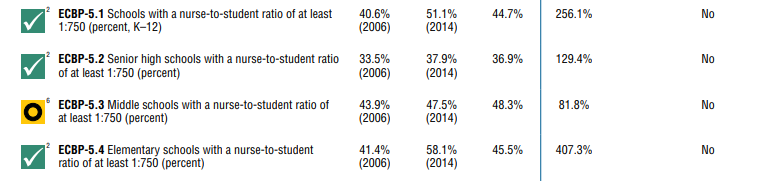 2 ECBP-5.1 Schools with a nurse-to-student ratio of at least 40.6% 51.1% 44.7% 256.1% No
1:750 (percent, K–12) (2006) (2014)
2 ECBP-5.2 Senior high schools with a nurse-to-student ratio 33.5% 37.9% 36.9% 129.4% No
of at least 1:750 (percent) (2006) (2014)
6 ECBP-5.3 Middle schools with a nurse-to-student ratio of 43.9% 47.5% 48.3% 81.8% No
at least 1:750 (percent) (2006) (2014)
2 ECBP-5.4 Elementary schools with a nurse-to-student 41.4% 58.1% 45.5% 407.3% No
ratio of at least 1:750 (percent) (2006) (2014)